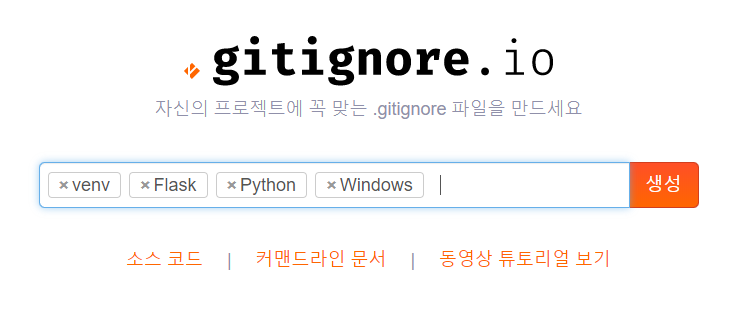 gitignore.io
자신의 프로젝트에 꼭 맞는 .gitignore 파일을 만드세요
× venv × Flask × Python × Windows 생성
소스 코드 | 커맨드라인 문서 | 동영상 튜토리얼 보기